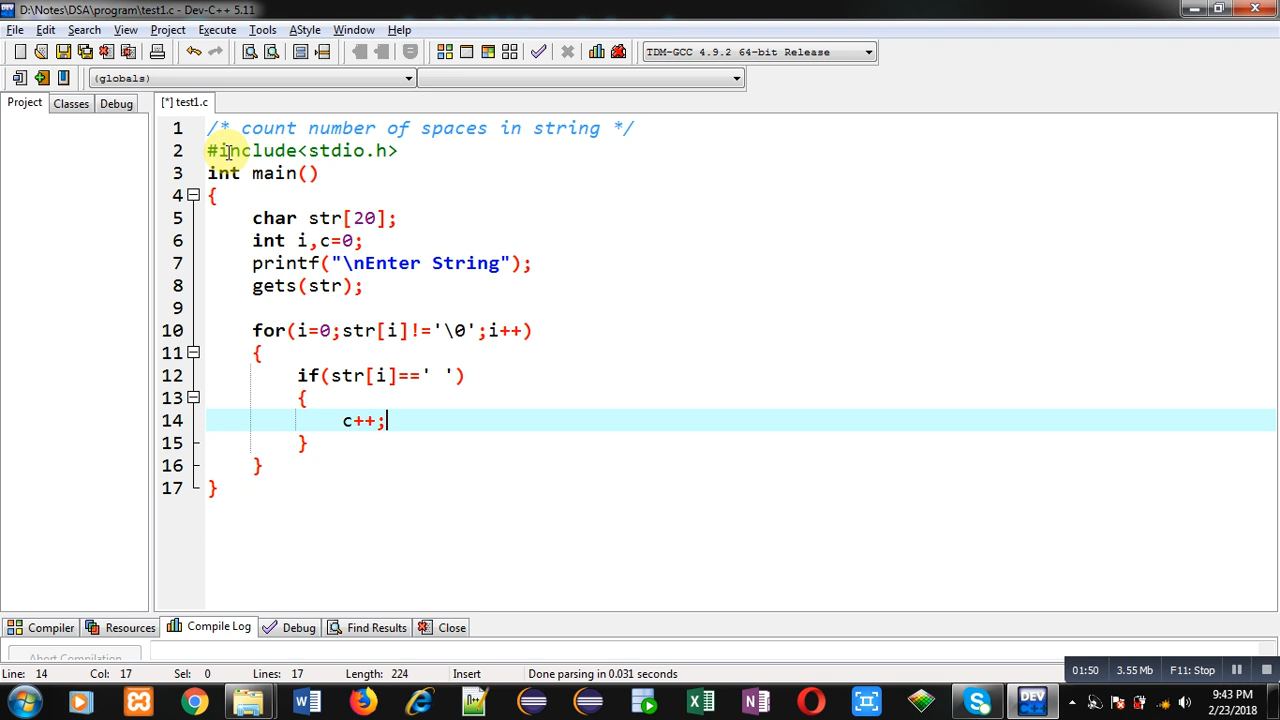 D:\Notes\DSA\program\test1.c - Dev-C++ 5.11
File Edit Search View Project Execute Tools AStyle Window Help
TDM-GCC 4.9.2 64-bit Release
(globals)
Project Classes Debug [*] test1.c
1 /* count number of spaces in string */
2 #include<stdio.h>
3 int main()
4 {
5 char str[20];
6 int i,c=0;
7 printf("\nEnter String");
8 gets(str);
9
10 for(i=0;str[i]!='\0';i++)
11 {
12 if(str[i]==' ')
13 {
14 c++;
15 }
16 }
17 }
Compiler Resources Compile Log Debug Find Results Close
Abort Compilation
Line: 14 Col: 17 Sel: 0 Lines: 17 Length: 224 Insert Done parsing in 0.031 seconds
01:50 3.55 Mb F11: Stop
9:43 PM
2/23/2018